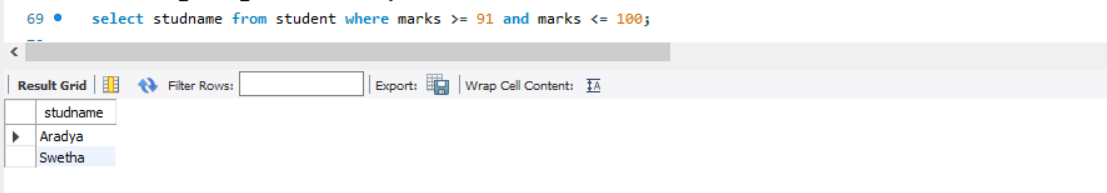 69 select studname from student where marks >= 91 and marks <= 100;
Result Grid Filter Rows: Export: Wrap Cell Content: IA
studname
Aradya
Swetha